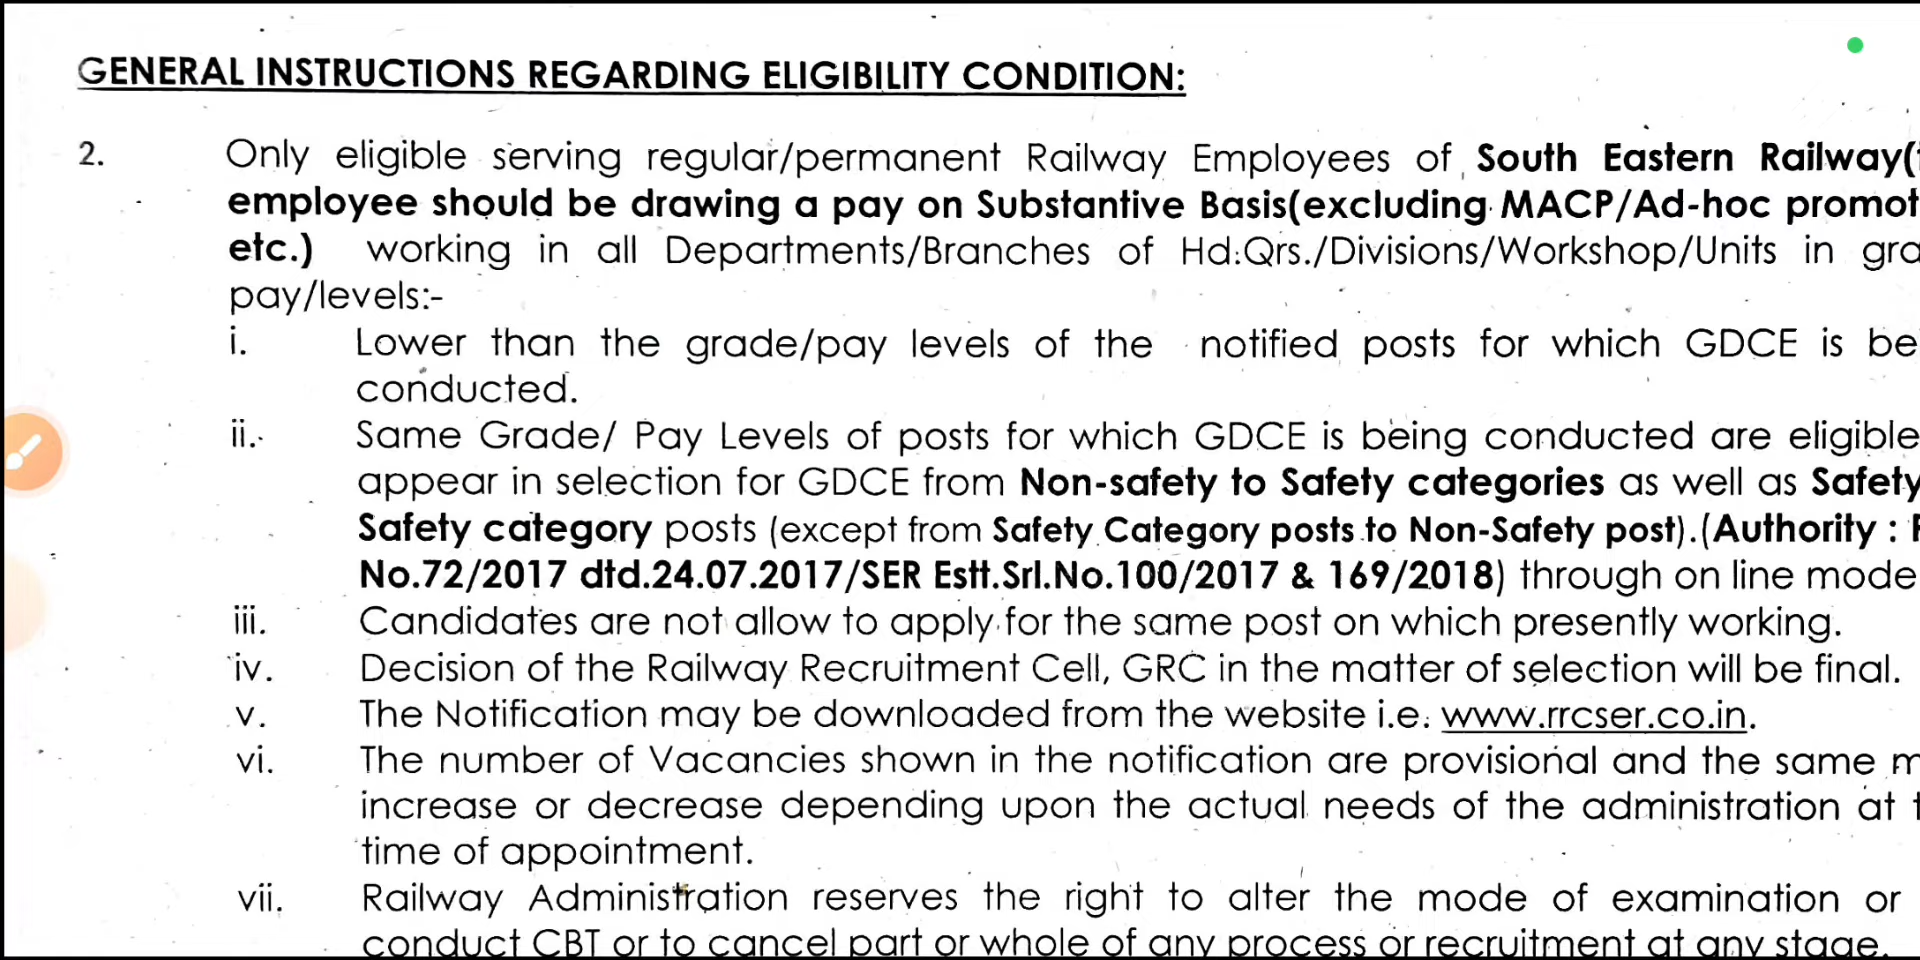 GENERAL INSTRUCTIONS REGARDING ELIGIBILITY CONDITION:
2. Only eligible serving regular/permanent Railway Employees of South Eastern Railway(
employee should be drawing a pay on Substantive Basis(excluding MACP/Ad-hoc promot
etc.) working in all Departments/Branches of Hd.Qrs./Divisions/Workshop/Units in gra
pay/levels:-
i. Lower than the grade/pay levels of the notified posts for which GDCE is be
conducted.
ii. Same Grade/ Pay Levels of posts for which GDCE is being conducted are eligible
appear in selection for GDCE from Non-safety to Safety categories as well as Safety
Safety category posts (except from Safety Category posts to Non-Safety post).(Authority :
No.72/2017 dtd.24.07.2017/SER Estt.Srl.No.100/2017 & 169/2018) through on line mode
iii. Candidates are not allow to apply for the same post on which presently working.
iv. Decision of the Railway Recruitment Cell, GRC in the matter of selection will be final.
v. The Notification may be downloaded from the website i.e. www.rrcser.co.in.
vi. The number of Vacancies shown in the notification are provisional and the same m
increase or decrease depending upon the actual needs of the administration at t
time of appointment.
vii. Railway Administration reserves the right to alter the mode of examination or
conduct CBT or to cancel part or whole of any process or recruitment at any stage.